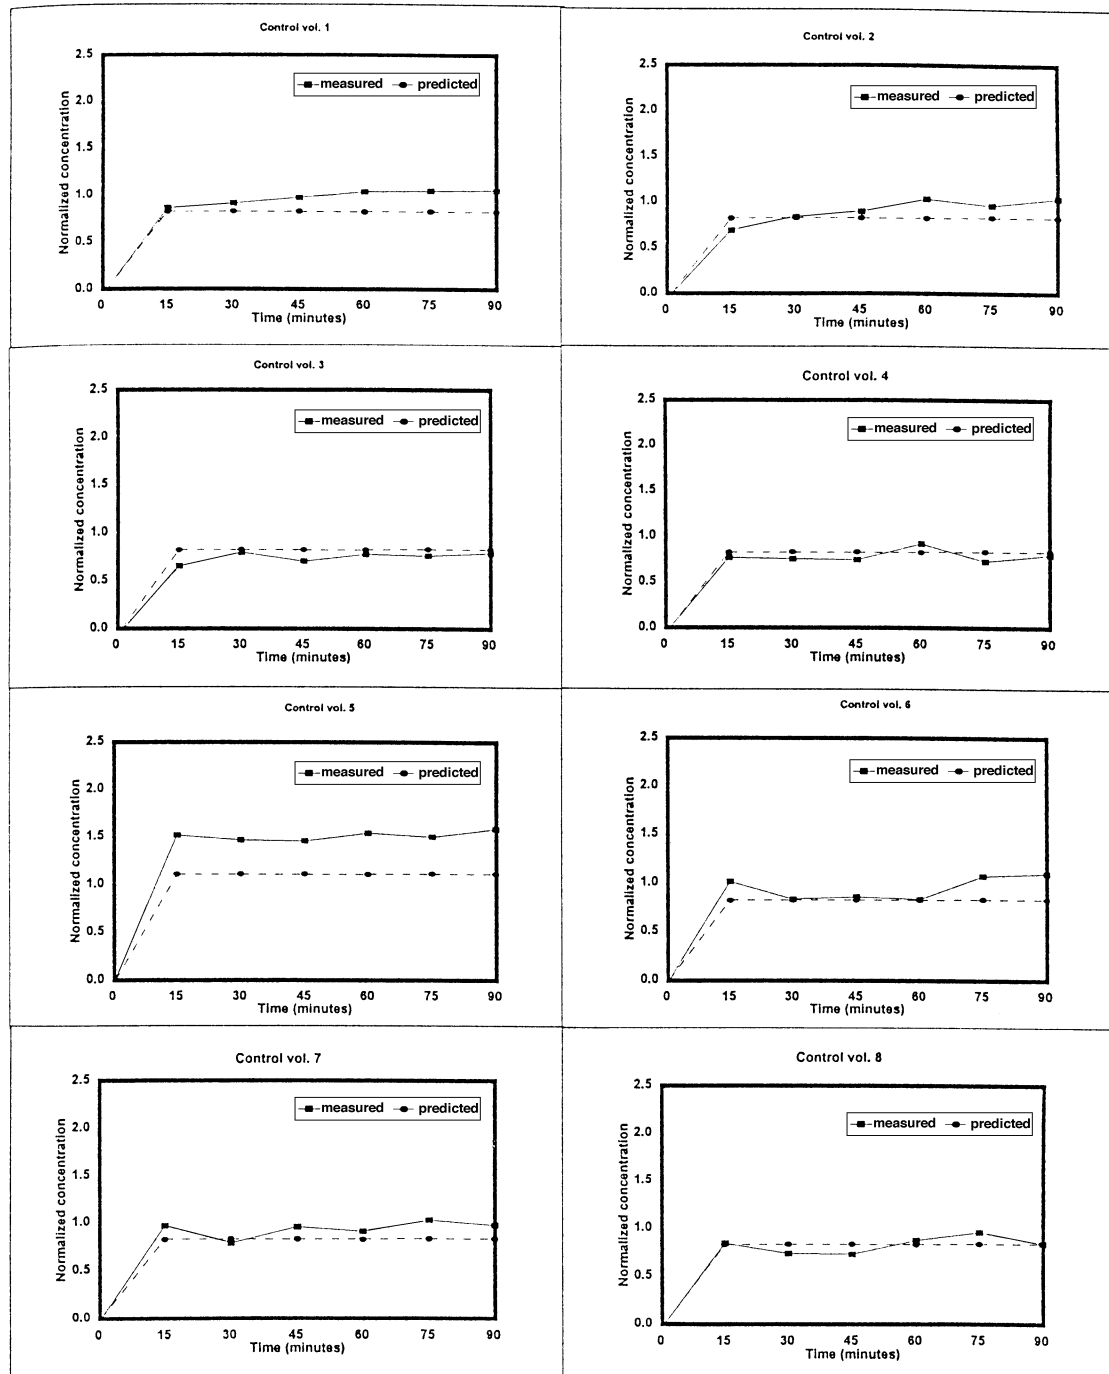 Control vol. 1
2.5
2.0
1.5
1.0
0.5
0.0
Normalized concentration
measured predicted
0 15 30 45 60 75 90
Time (minutes)
Control vol. 2
2.5
2.0
1.5
1.0
0.5
0.0
Normalized concentration
measured predicted
0 15 30 45 60 75 90
Time (minutes)
Control vol. 3
2.5
2.0
1.5
1.0
0.5
0.0
Normalized concentration
measured predicted
0 15 30 45 60 75 90
Time (minutes)
Control vol. 4
2.5
2.0
1.5
1.0
0.5
0.0
Normalized concentration
measured predicted
0 15 30 45 60 75 90
Time (minutes)
Control vol. 5
2.5
2.0
1.5
1.0
0.5
0.0
Normalized concentration
measured predicted
0 15 30 45 60 75 90
Time (minutes)
Control vol. 6
2.5
2.0
1.5
1.0
0.5
0.0
Normalized concentration
measured predicted
0 15 30 45 60 75 90
Time (minutes)
Control vol. 7
2.5
2.0
1.5
1.0
0.5
0.0
Normalized concentration
measured predicted
0 15 30 45 60 75 90
Time (minutes)
Control vol. 8
2.5
2.0
1.5
1.0
0.5
0.0
Normalized concentration
measured predicted
0 15 30 45 60 75 90
Time (minutes)